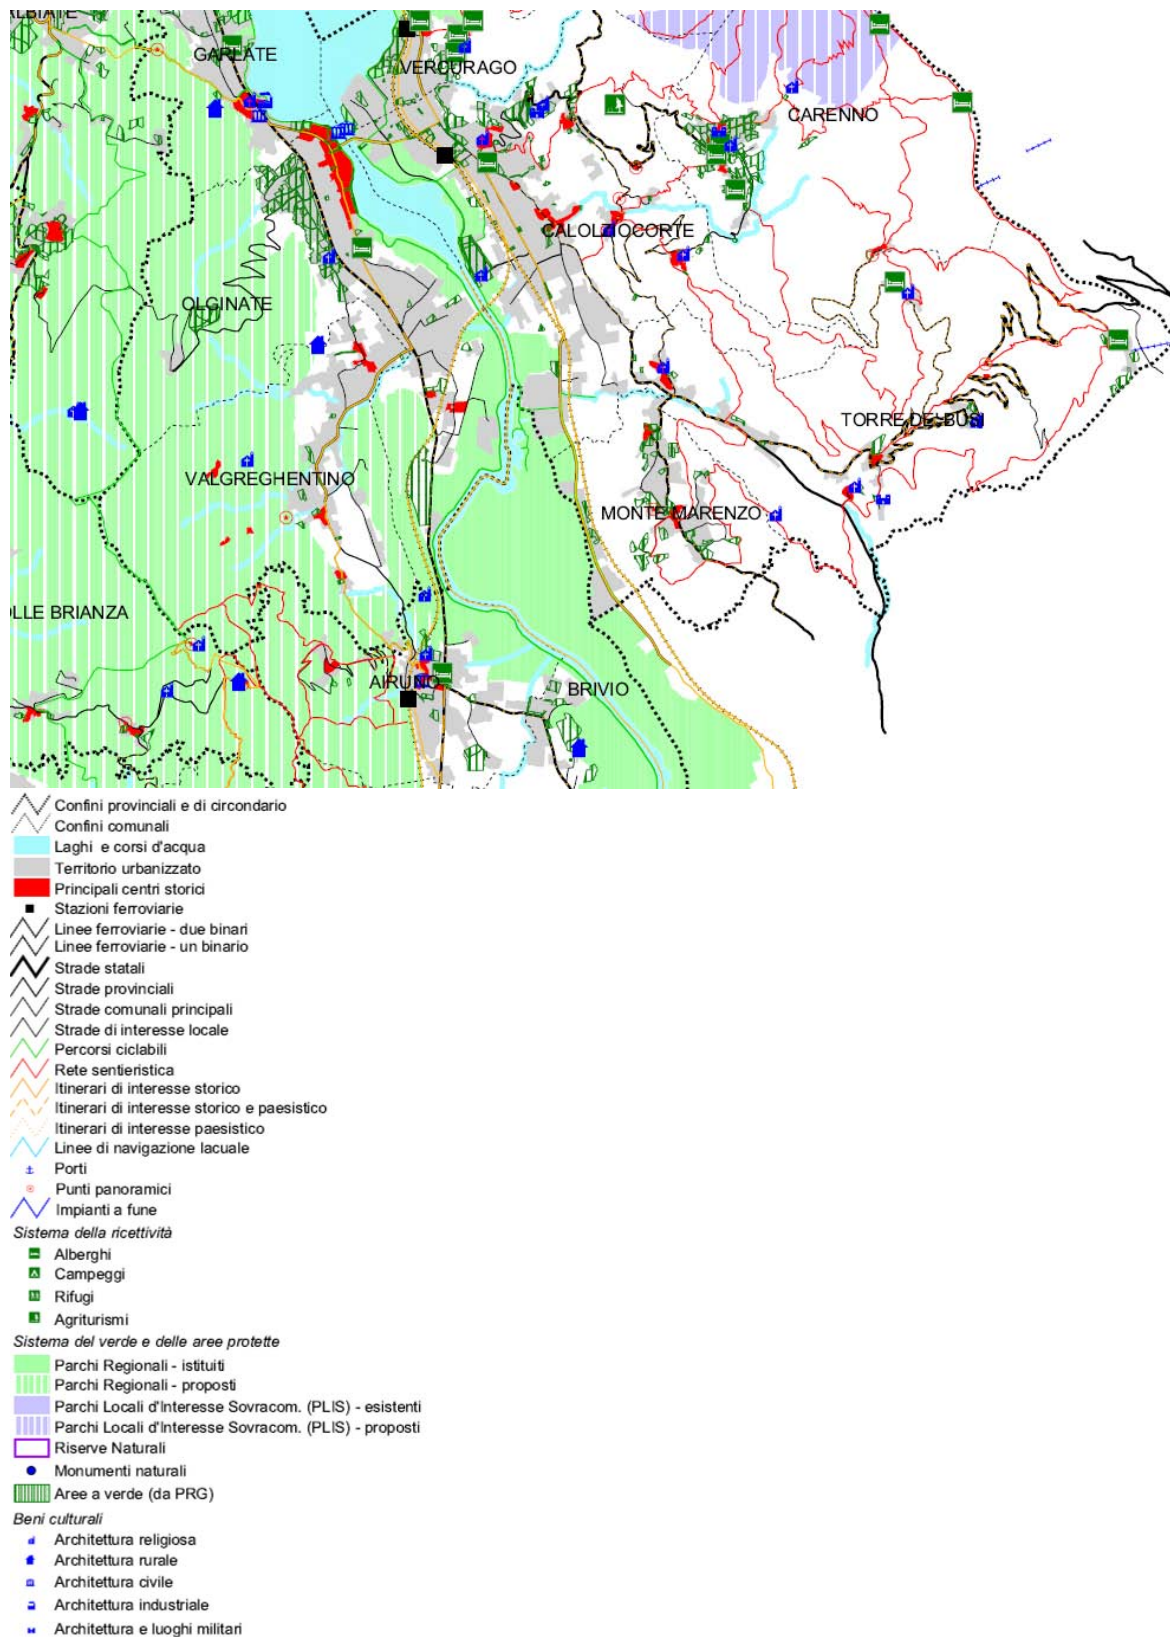 ALBIATE
GARLATE
VERCURAGO
CARENNO
CALOLZIOCORTE
OLGINATE
TORRE DE' BUSI
VALGREGHENTINO
MONTE MARENZO
OLLE BRIANZA
AIRUNO
BRIVIO
Confini provinciali e di circondario
Confini comunali
Laghi e corsi d'acqua
Territorio urbanizzato
Principali centri storici
Stazioni ferroviarie
Linee ferroviarie - due binari
Linee ferroviarie - un binario
Strade statali
Strade provinciali
Strade comunali principali
Strade di interesse locale
Percorsi ciclabili
Rete sentieristica
Itinerari di interesse storico
Itinerari di interesse storico e paesistico
Itinerari di interesse paesistico
Linee di navigazione lacuale
Porti
Punti panoramici
Impianti a fune
Sistema della ricettività
Alberghi
Campeggi
Rifugi
Agriturismi
Sistema del verde e delle aree protette
Parchi Regionali - istituiti
Parchi Regionali - proposti
Parchi Locali d'Interesse Sovracom. (PLIS) - esistenti
Parchi Locali d'Interesse Sovracom. (PLIS) - proposti
Riserve Naturali
Monumenti naturali
Aree a verde (da PRG)
Beni culturali
Architettura religiosa
Architettura rurale
Architettura civile
Architettura industriale
Architettura e luoghi militari